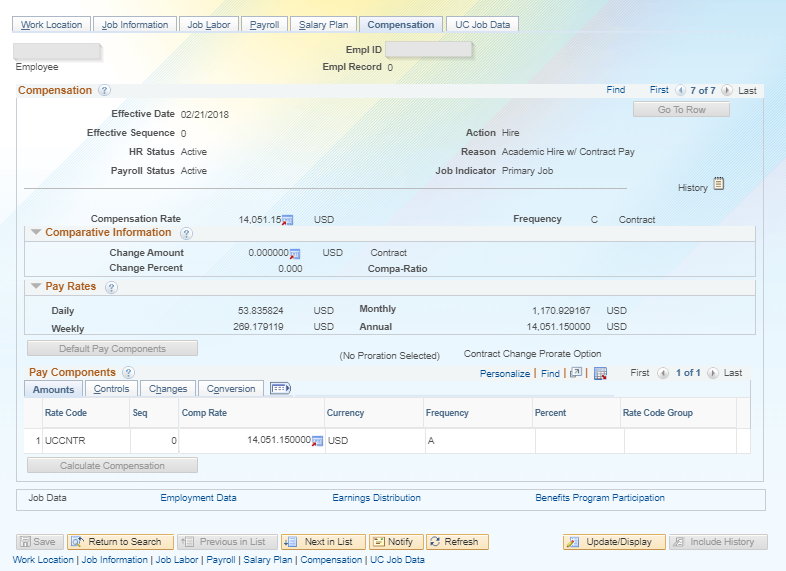 Work Location Job Information Job Labor Payroll Salary Plan Compensation UC Job Data
Empl ID
Employee Empl Record 0
Compensation ? Find First 7 of 7 Last
Go To Row
Effective Date 02/21/2018
Effective Sequence 0 Action Hire
HR Status Active Reason Academic Hire w/ Contract Pay
Payroll Status Active Job Indicator Primary Job
History
Compensation Rate 14,051.15 USD Frequency C Contract
Comparative Information ?
Change Amount 0.000000 USD Contract
Change Percent 0.000 Compa-Ratio
Pay Rates ?
Daily 53.835824 USD Monthly 1,170.929167 USD
Weekly 269.179119 USD Annual 14,051.150000 USD
Default Pay Components (No Proration Selected) Contract Change Prorate Option
Pay Components ? Personalize | Find | | First 1 of 1 Last
Amounts Controls Changes Conversion
Rate Code Seq Comp Rate Currency Frequency Percent Rate Code Group
1 UCCNTR 0 14,051.150000 USD A
Calculate Compensation
Job Data Employment Data Earnings Distribution Benefits Program Participation
Save Return to Search Previous in List Next in List Notify Refresh Update/Display Include History
Work Location | Job Information | Job Labor | Payroll | Salary Plan | Compensation | UC Job Data